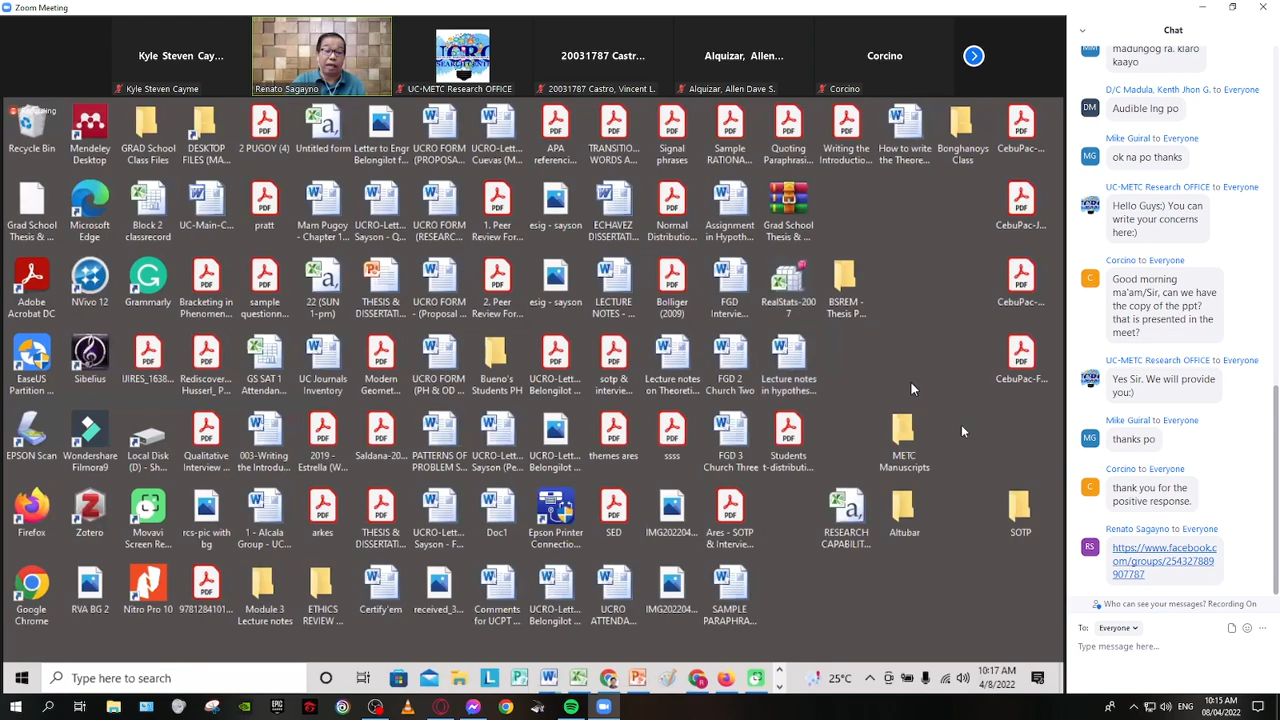 Zoom Meeting
Kyle Steven Cay...
20031787 Castr...
Alquizar, Allen...
Corcino
Kyle Steven Cayme
Renato Sagayno
UC-METC Research OFFICE
20031787 Castro, Vincent L.
Alquizar, Allen Dave S.
Corcino
Recycle Bin
Mendeley
Desktop
GRAD School
Class Files
DESKTOP
FILES (MA...
2 PUGOY (4)
Untitled form
Letter to Engr
Belongilot f...
UCRO FORM
(PROPOSA...
UCRO-Lett...
Cuevas (M...
APA
referenci...
TRANSITIO...
WORDS A...
Signal
phrases
Sample
RATIONA...
Quoting
Paraphrasi...
Writing the
Introductio...
How to write
the Theore...
Bonghanoys
Class
CebuPac-...
Grad School
Thesis & ...
Microsoft
Edge
Block 2
classrecord
UC-Main-C...
pratt
Mam Pugoy
- Chapter 1...
UCRO-Lett...
Sayson - Q...
UCRO FORM
(RESEARC...
1. Peer
Review For...
esig - sayson
ECHAVEZ
DISSERTATI...
Normal
Distributio...
Assignment
in Hypoth...
Grad School
Thesis & ...
CebuPac-J...
Adobe
Acrobat DC
NVivo 12
Grammarly
Bracketing in
Phenomen...
sample
questionn...
22 (SUN
1-pm)
THESIS &
DISSERTATI...
UCRO FORM
- (Proposal ...
2. Peer
Review For...
esig - sayson
LECTURE
NOTES - ...
Bolliger
(2009)
FGD
Intervie...
RealStats-200
7
BSREM -
Thesis P...
CebuPac-...
EaseUS
Partition ...
Sibelius
IJIRES_1638...
Rediscover...
Husserl_ P...
GS SAT 1
Attendan...
UC Journals
Inventory
Modern
Geomet...
UCRO FORM
(PH & OD ...
Bueno's
Students PH
UCRO-Lett...
Belongilot ...
sotp &
intervie...
Lecture notes
on Theoreti...
FGD 2
Church Two
Lecture notes
in hypothes...
CebuPac-F...
EPSON Scan
Wondershare
Filmora9
Local Disk
(D) - Sh...
Qualitative
Interview ...
003-Writing
the Introdu...
2019 -
Estrella (W...
Saldana-20...
PATTERNS OF
PROBLEM S...
UCRO-Lett...
Sayson (Pe...
UCRO-Lett...
Belongilot ...
themes ares
ssss
FGD 3
Church Three
Students
t-distributi...
METC
Manuscripts
Firefox
Zotero
Movavi
Screen Re...
rcs-pic with
bg
1 - Alcala
Group - UC...
arkes
THESIS &
DISSERTATI...
UCRO-Lett...
Sayson - F...
Doc1
Epson Printer
Connectio...
SED
IMG202204...
Ares - SOTP
& Intervie...
RESEARCH
CAPABILIT...
Altubar
SOTP
Google
Chrome
RVA BG 2
Nitro Pro 10
9781284101...
Module 3
Lecture notes
ETHICS
REVIEW ...
Certify'em
received_3...
Comments
for UCPT ...
UCRO-Lett...
Belongilot ...
UCRO
ATTENDA...
IMG202204...
SAMPLE
PARAPHRA...
Type here to search
25°C
10:17 AM
4/8/2022
Chat
madungog ra. klaro
kaayo
D/C Madula, Kenth Jhon G. to Everyone
DM
Audible lng po
Mike Guiral to Everyone
MG
ok na po thanks
UC-METC Research OFFICE to Everyone
Hello Guys:) You can
write your concerns
here:)
Corcino to Everyone
C
Good morning
ma'am/Sir, can we have
the copy of the ppt?
that is presented in the
meet?
UC-METC Research OFFICE to Everyone
Yes Sir. We will provide
you:)
Mike Guiral to Everyone
MG
thanks po
Corcino to Everyone
C
thank you for the
positive response.
Renato Sagayno to Everyone
RS
https://www.facebook.c
om/groups/254327889
907787
Who can see your messages? Recording On
To: Everyone
Type message here...
ENG
10:15 AM
08/04/2022